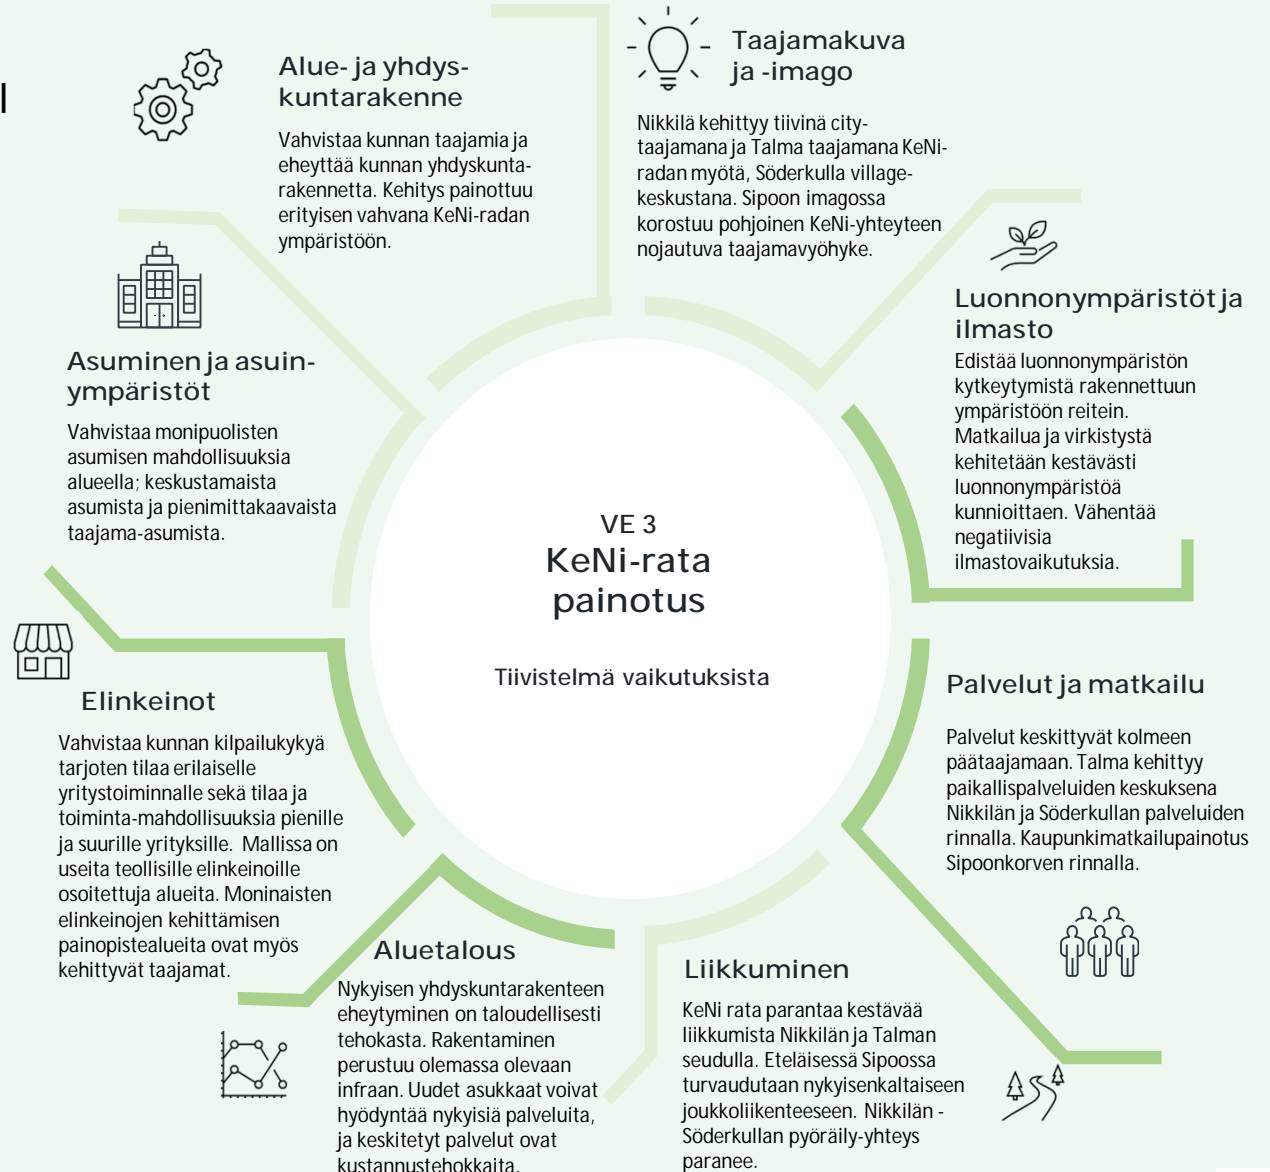 Alue- ja yhdys-
kuntarakenne
Vahvistaa kunnan taajamia ja
eheyttää kunnan yhdyskunta-
rakennetta. Kehitys painottuu
erityisen vahvana KeNi-radan
ympäristöön.
Taajamakuva
ja -imago
Nikkilä kehittyy tiivinä city-
taajamana ja Talma taajamana KeNi-
radan myötä, Söderkulla village-
keskustana. Sipoon imagossa
korostuu pohjoinen KeNi-yhteyteen
nojautuva taajamavyöhyke.
Luonnonympäristöt ja
ilmasto
Edistää luonnonympäristön
kytkeytymistä rakennettuun
ympäristöön reitein.
Matkailua ja virkistystä
kehitetään kestävästi
luonnonympäristöä
kunnioittaen. Vähentää
negatiivisia
ilmastovaikutuksia.
Asuminen ja asuin-
ympäristöt
Vahvistaa monipuolisten
asumisen mahdollisuuksia
alueella; keskustamaista
asumista ja pienimittakaavaista
taajama-asumista.
VE 3
KeNi-rata
painotus
Tiivistelmä vaikutuksista
Palvelut ja matkailu
Palvelut keskittyvät kolmeen
päätaajamaan. Talma kehittyy
paikallispalveluiden keskuksena
Nikkilän ja Söderkullan palveluiden
rinnalla. Kaupunkimatkailupainotus
Sipoonkorven rinnalla.
Elinkeinot
Vahvistaa kunnan kilpailukykyä
tarjoten tilaa erilaiselle
yritystoiminnalle sekä tilaa ja
toiminta-mahdollisuuksia pienille
ja suurille yrityksille. Mallissa on
useita teollisille elinkeinoille
osoitettuja alueita. Moninaisten
elinkeinojen kehittämisen
painopistealueita ovat myös
kehittyvät taajamat.
Aluetalous
Nykyisen yhdyskuntarakenteen
eheytyminen on taloudellisesti
tehokasta. Rakentaminen
perustuu olemassa olevaan
infraan. Uudet asukkaat voivat
hyödyntää nykyisiä palveluita,
ja keskitetyt palvelut ovat
kustannustehokkaita.
Liikkuminen
KeNi rata parantaa kestävää
liikkumista Nikkilän ja Talman
seudulla. Eteläisessä Sipoossa
turvaudutaan nykyisenkaltaiseen
joukkoliikenteeseen. Nikkilän -
Söderkullan pyöräily-yhteys
paranee.